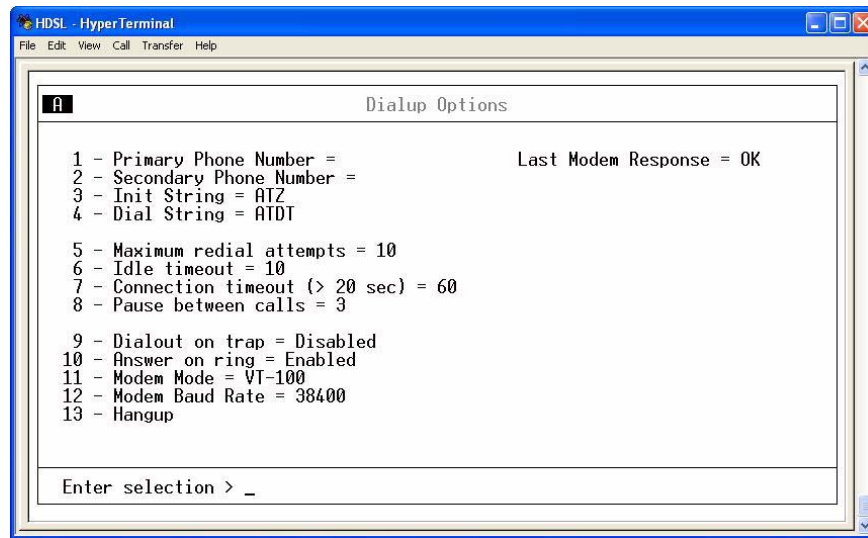 HDSL - HyperTerminal
File Edit View Call Transfer Help
A Dialup Options
1 - Primary Phone Number = Last Modem Response = OK
2 - Secondary Phone Number =
3 - Init String = ATZ
4 - Dial String = ATDT
5 - Maximum redial attempts = 10
6 - Idle timeout = 10
7 - Connection timeout (> 20 sec) = 60
8 - Pause between calls = 3
9 - Dialout on trap = Disabled
10 - Answer on ring = Enabled
11 - Modem Mode = VT-100
12 - Modem Baud Rate = 38400
13 - Hangup
Enter selection > _